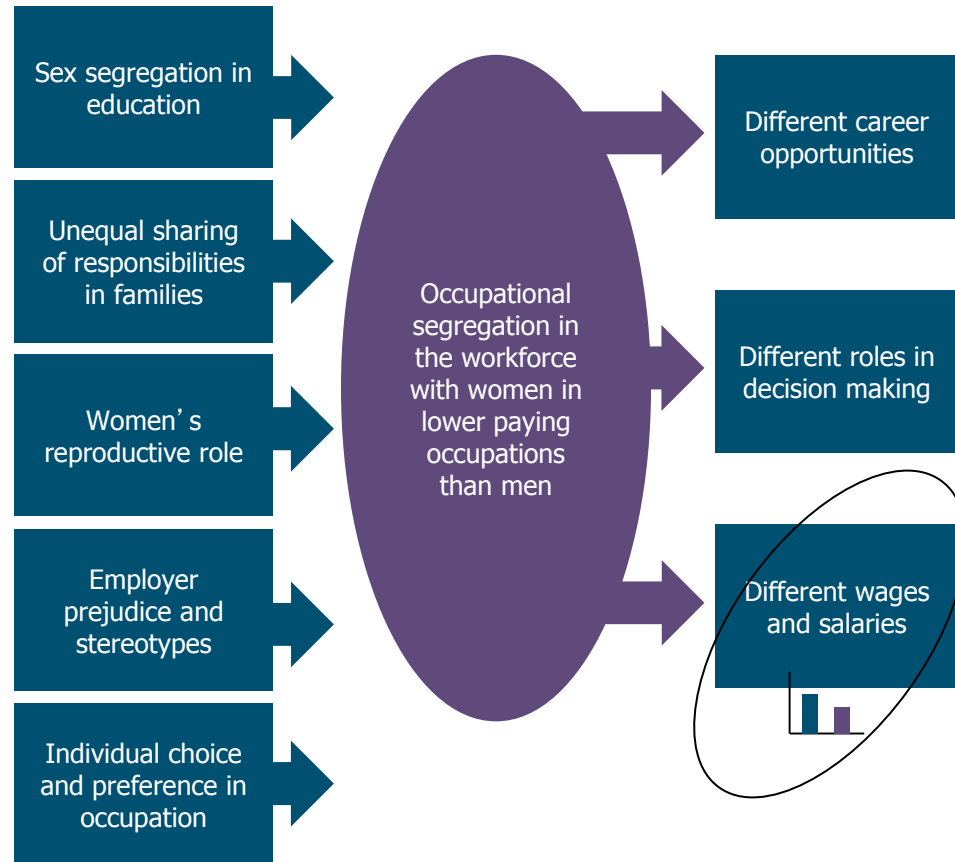 Sex segregation in
education
Unequal sharing
of responsibilities
in families
Women’s
reproductive role
Employer
prejudice and
stereotypes
Individual choice
and preference in
occupation
Occupational
segregation in
the workforce
with women in
lower paying
occupations
than men
Different career
opportunities
Different roles in
decision making
Different wages
and salaries